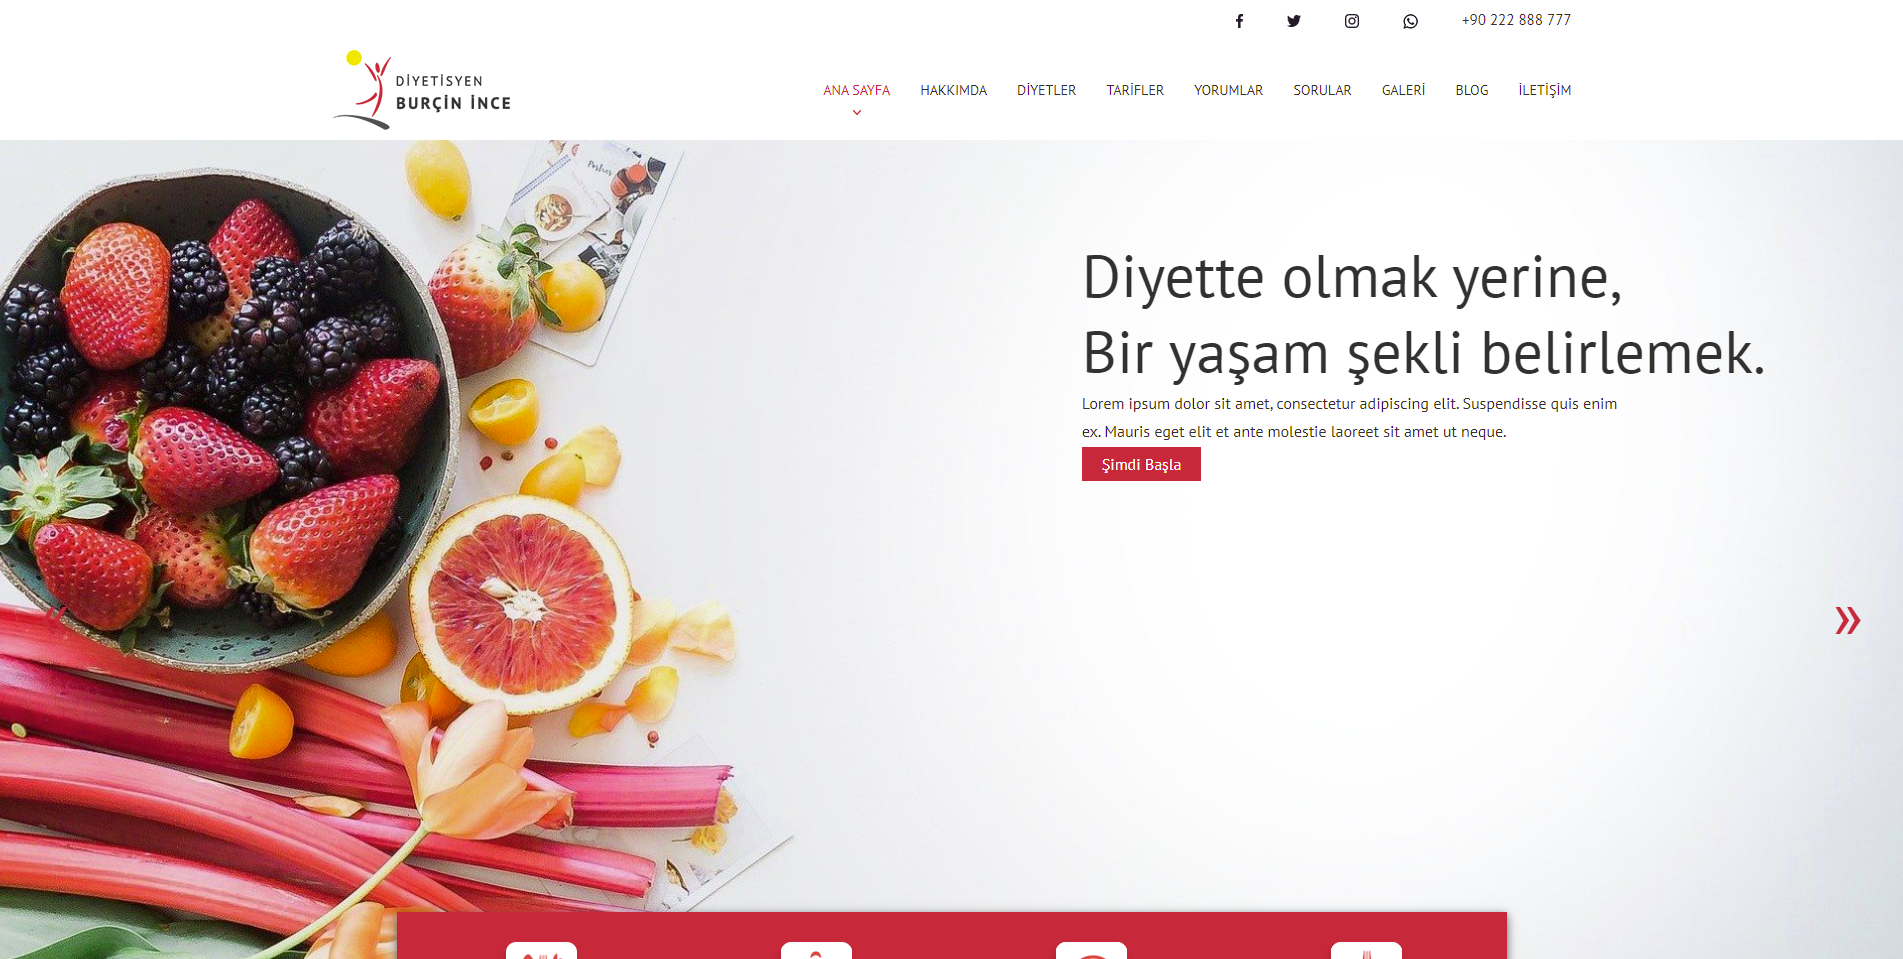 +90 222 888 777
DİYETİSYEN
BURÇİN İNCE
ANA SAYFA HAKKIMDA DİYETLER TARİFLER YORUMLAR SORULAR GALERİ BLOG İLETİŞİM
Diyette olmak yerine,
Bir yaşam şekli belirlemek.
Lorem ipsum dolor sit amet, consectetur adipiscing elit. Suspendisse quis enim
ex. Mauris eget elit et ante molestie laoreet sit amet ut neque.
Şimdi Başla